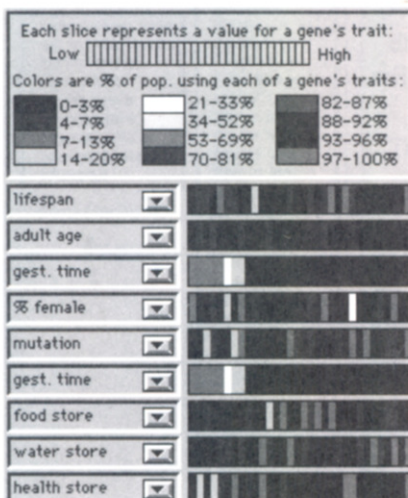 Each slice represents a value for a gene's trait:
Low High
Colors are % of pop. using each of a gene's traits:
0-3% 21-33% 82-87%
4-7% 34-52% 88-92%
7-13% 53-69% 93-96%
14-20% 70-81% 97-100%
lifespan
adult age
gest. time
% female
mutation
gest. time
food store
water store
health store